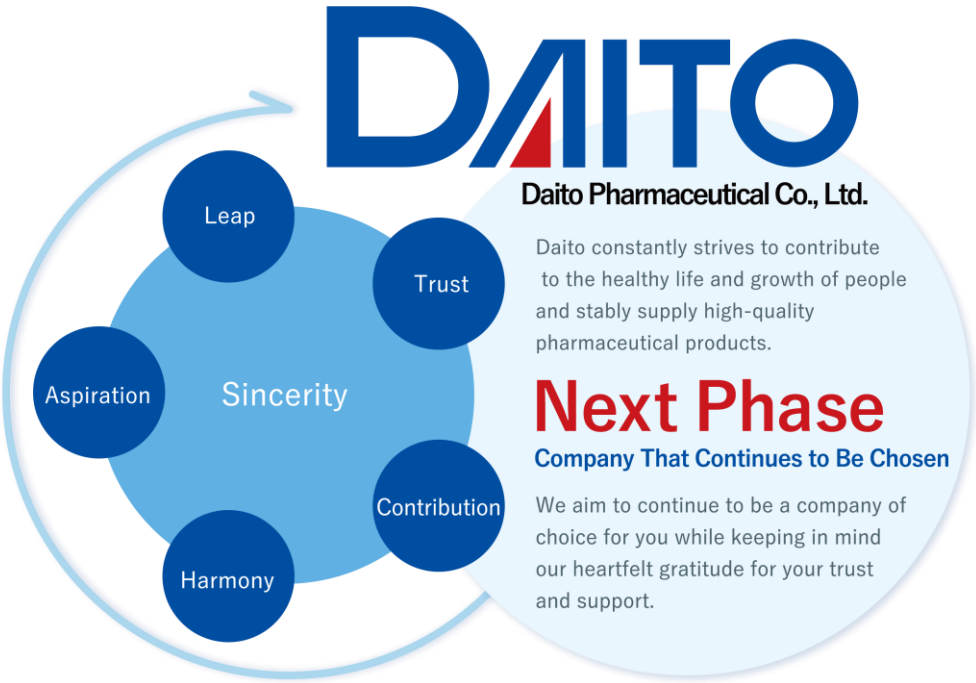 DAITO
Daito Pharmaceutical Co., Ltd.
Leap
Trust
Aspiration
Sincerity
Contribution
Harmony
Daito constantly strives to contribute
to the healthy life and growth of people
and stably supply high-quality
pharmaceutical products.
Next Phase
Company That Continues to Be Chosen
We aim to continue to be a company of
choice for you while keeping in mind
our heartfelt gratitude for your trust
and support.